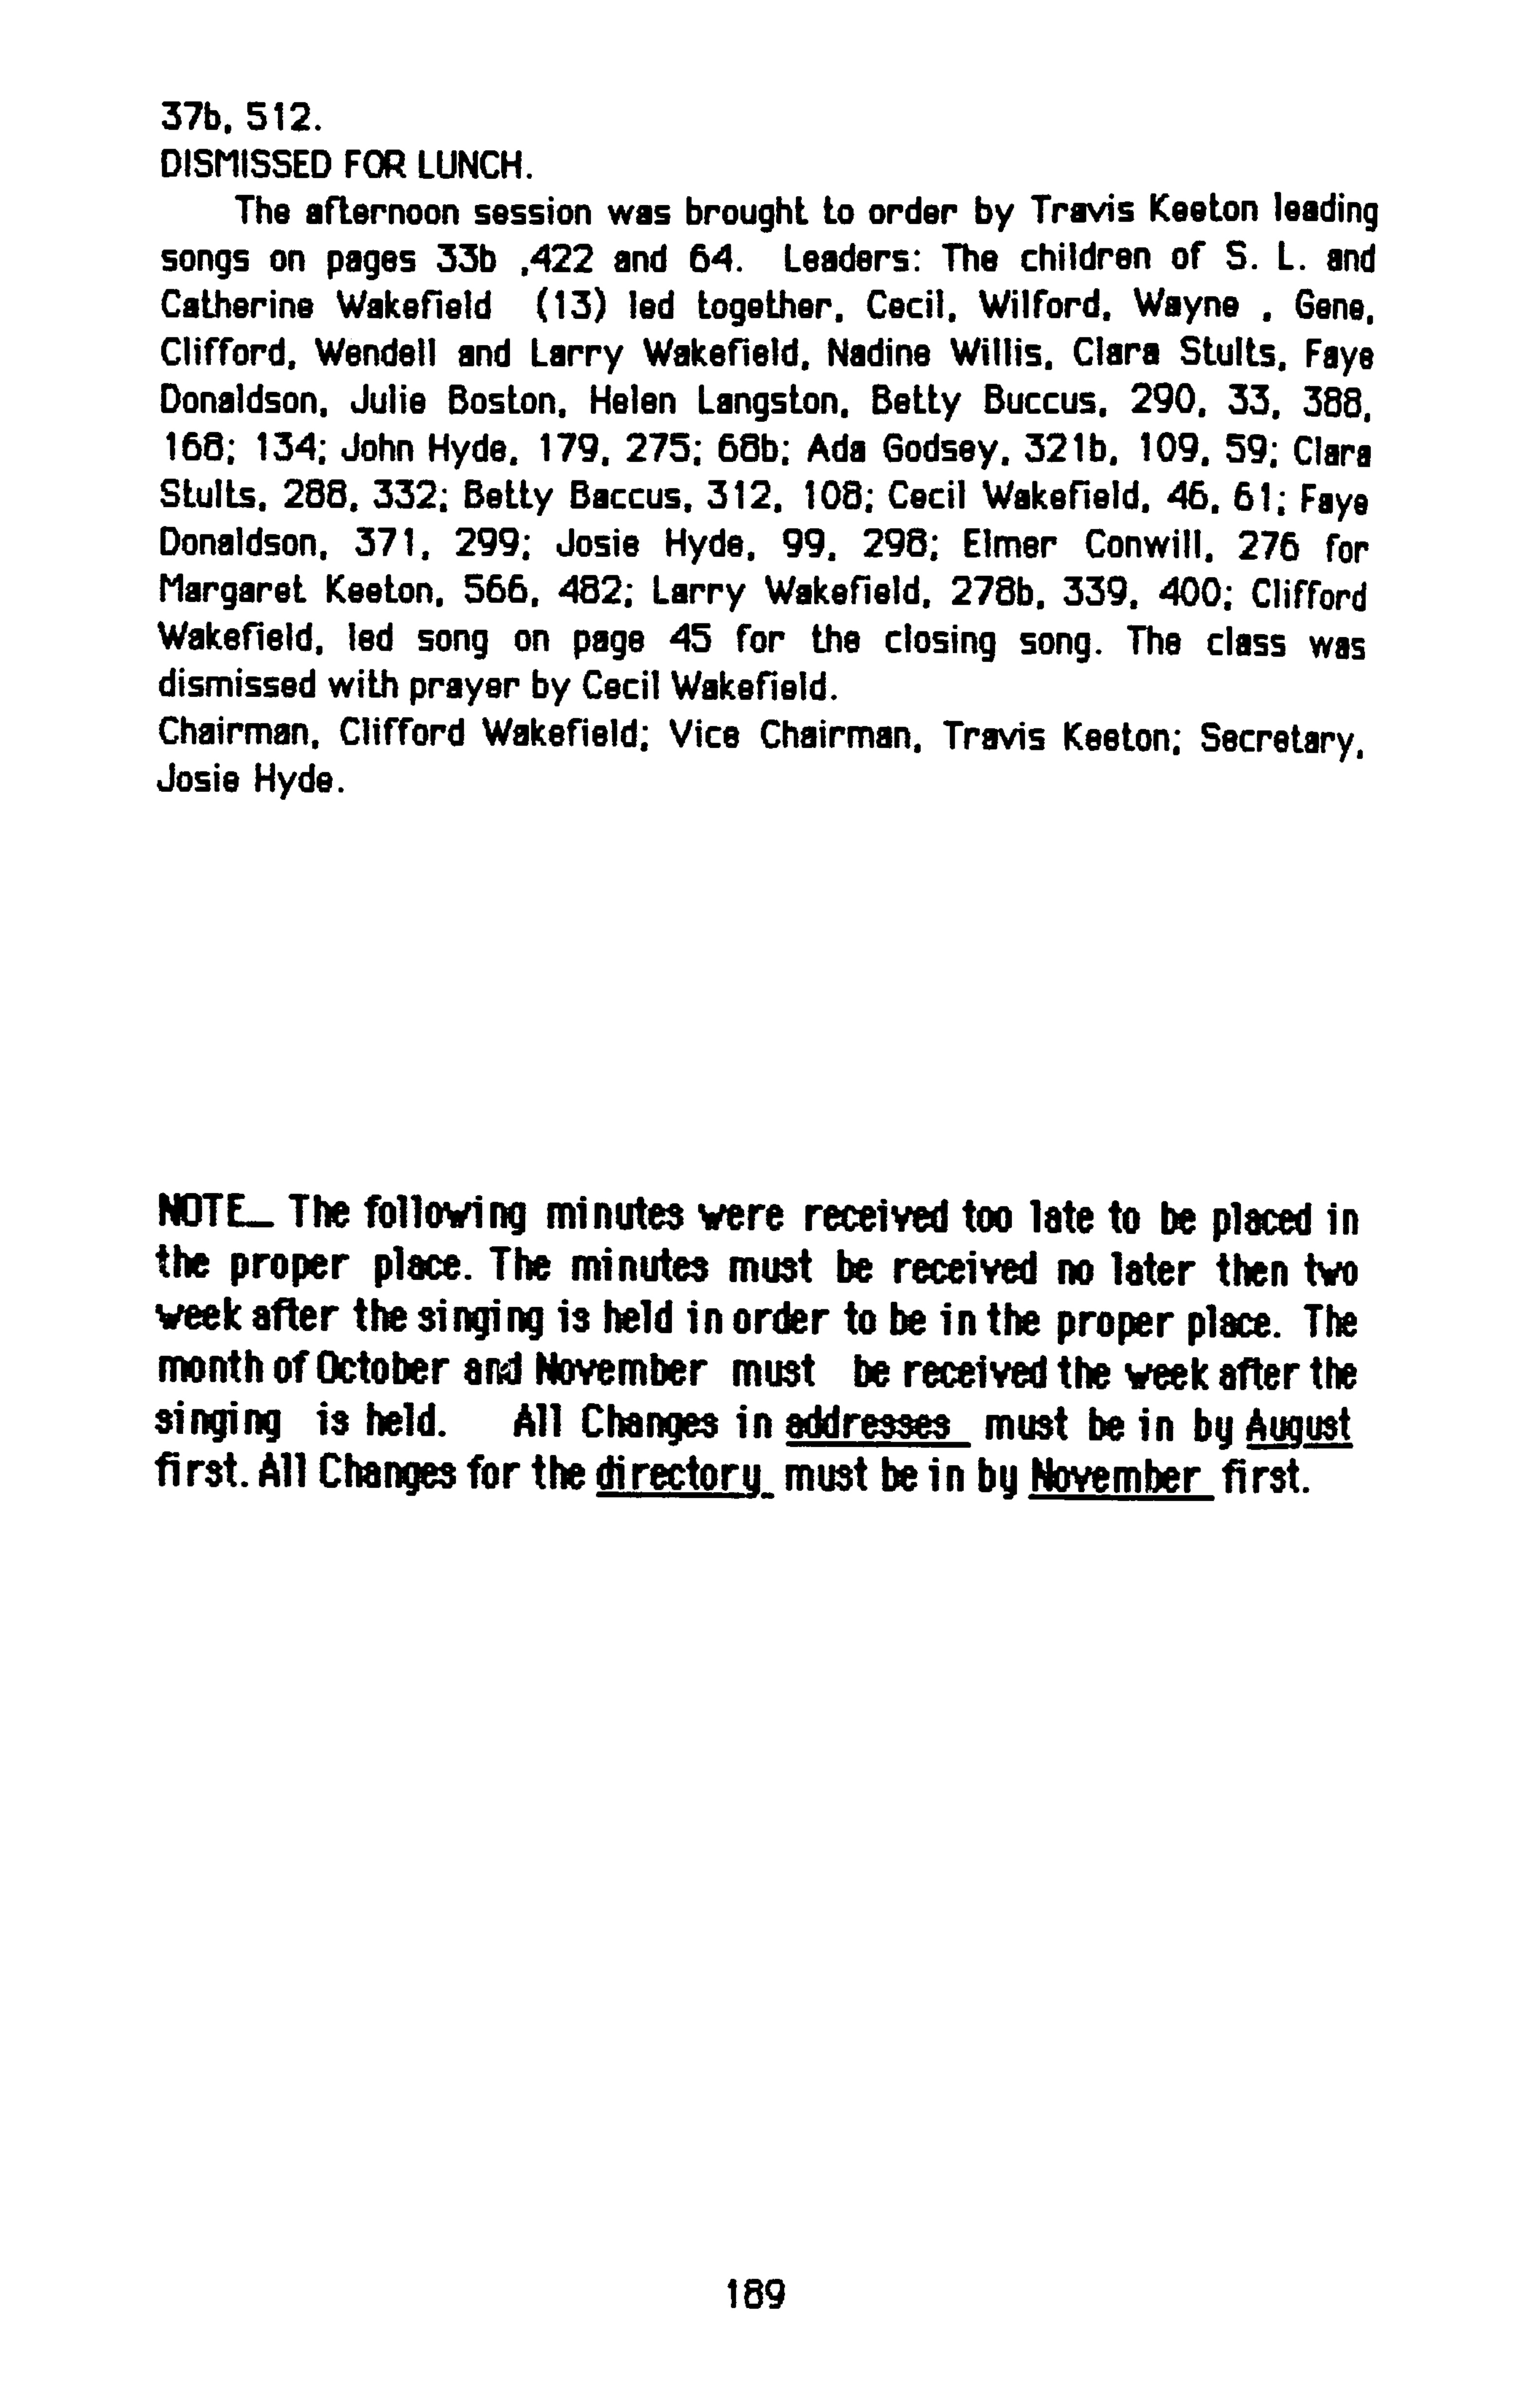 37b, 512.
DISMISSED FOR LUNCH.
The afternoon session was brought to order by Travis Keeton leading
songs on pages 33b ,422 and 64. Leaders: The children of S. L. and
Catherine Wakefield (13) led together, Cecil, Wilford, Wayne , Gene,
Clifford, Wendell and Larry Wakefield, Nadine Willis, Clara Stults, Faye
Donaldson, Julie Boston, Helen Langston, Betty Buccus, 290, 33, 388,
168; 134; John Hyde, 179, 275; 68b; Ada Godsey, 321b, 109, 59; Clara
Stults, 288, 332; Betty Baccus, 312, 108; Cecil Wakefield, 46, 61; Faye
Donaldson, 371, 299; Josie Hyde, 99, 298; Elmer Conwill, 276 for
Margaret Keeton, 566, 482; Larry Wakefield, 278b, 339, 400; Clifford
Wakefield, led song on page 45 for the closing song. The class was
dismissed with prayer by Cecil Wakefield.
Chairman, Clifford Wakefield; Vice Chairman, Travis Keeton; Secretary,
Josie Hyde.
NOTE_ The following minutes were received too late to be placed in
the proper place. The minutes must be received no later then two
week after the singing is held in order to be in the proper place. The
month of October and November must be received the week after the
singing is held. All Changes in addresses must be in by August
first. All Changes for the directory must be in by November first.
189